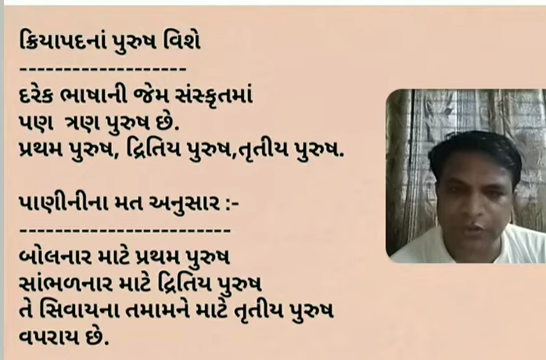 ક્રિયાપદનાં પુરુષ વિશે
-------------------
દરેક ભાષાની જેમ સંસ્કૃતમાં
પણ ત્રણ પુરુષ છે.
પ્રથમ પુરુષ, દ્રિતિય પુરુષ,તૃતીય પુરુષ.
પાણીનીના મત અનુસાર :-
------------------------
બોલનાર માટે પ્રથમ પુરુષ
સાંભળનાર માટે દ્રિતિય પુરુષ
તે સિવાયના તમામને માટે તૃતીય પુરુષ
વપરાય છે.